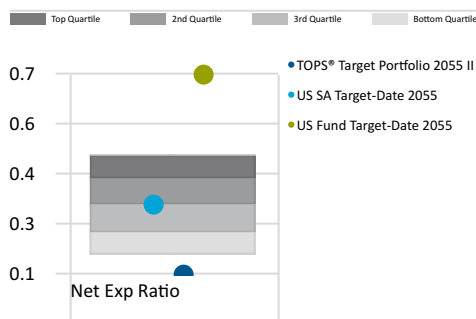 Top Quartile 2nd Quartile 3rd Quartile Bottom Quartile
0.7
0.6
0.4
0.3
0.1
Net Exp Ratio
TOPS® Target Portfolio 2055 II
US SA Target-Date 2055
US Fund Target-Date 2055